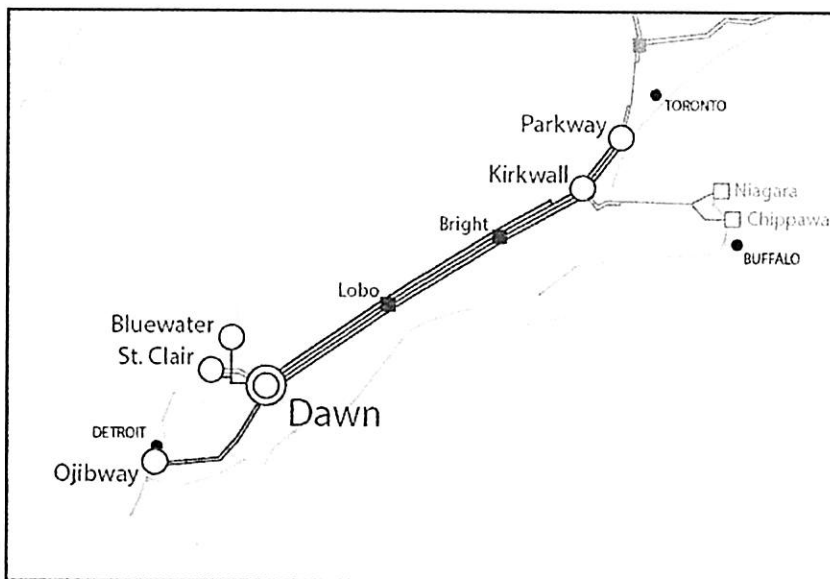 TORONTO
Parkway
Kirkwall
Niagara
Chippawa
Bright
BUFFALO
Lobo
Bluewater
St. Clair
Dawn
DETROIT
Ojibway